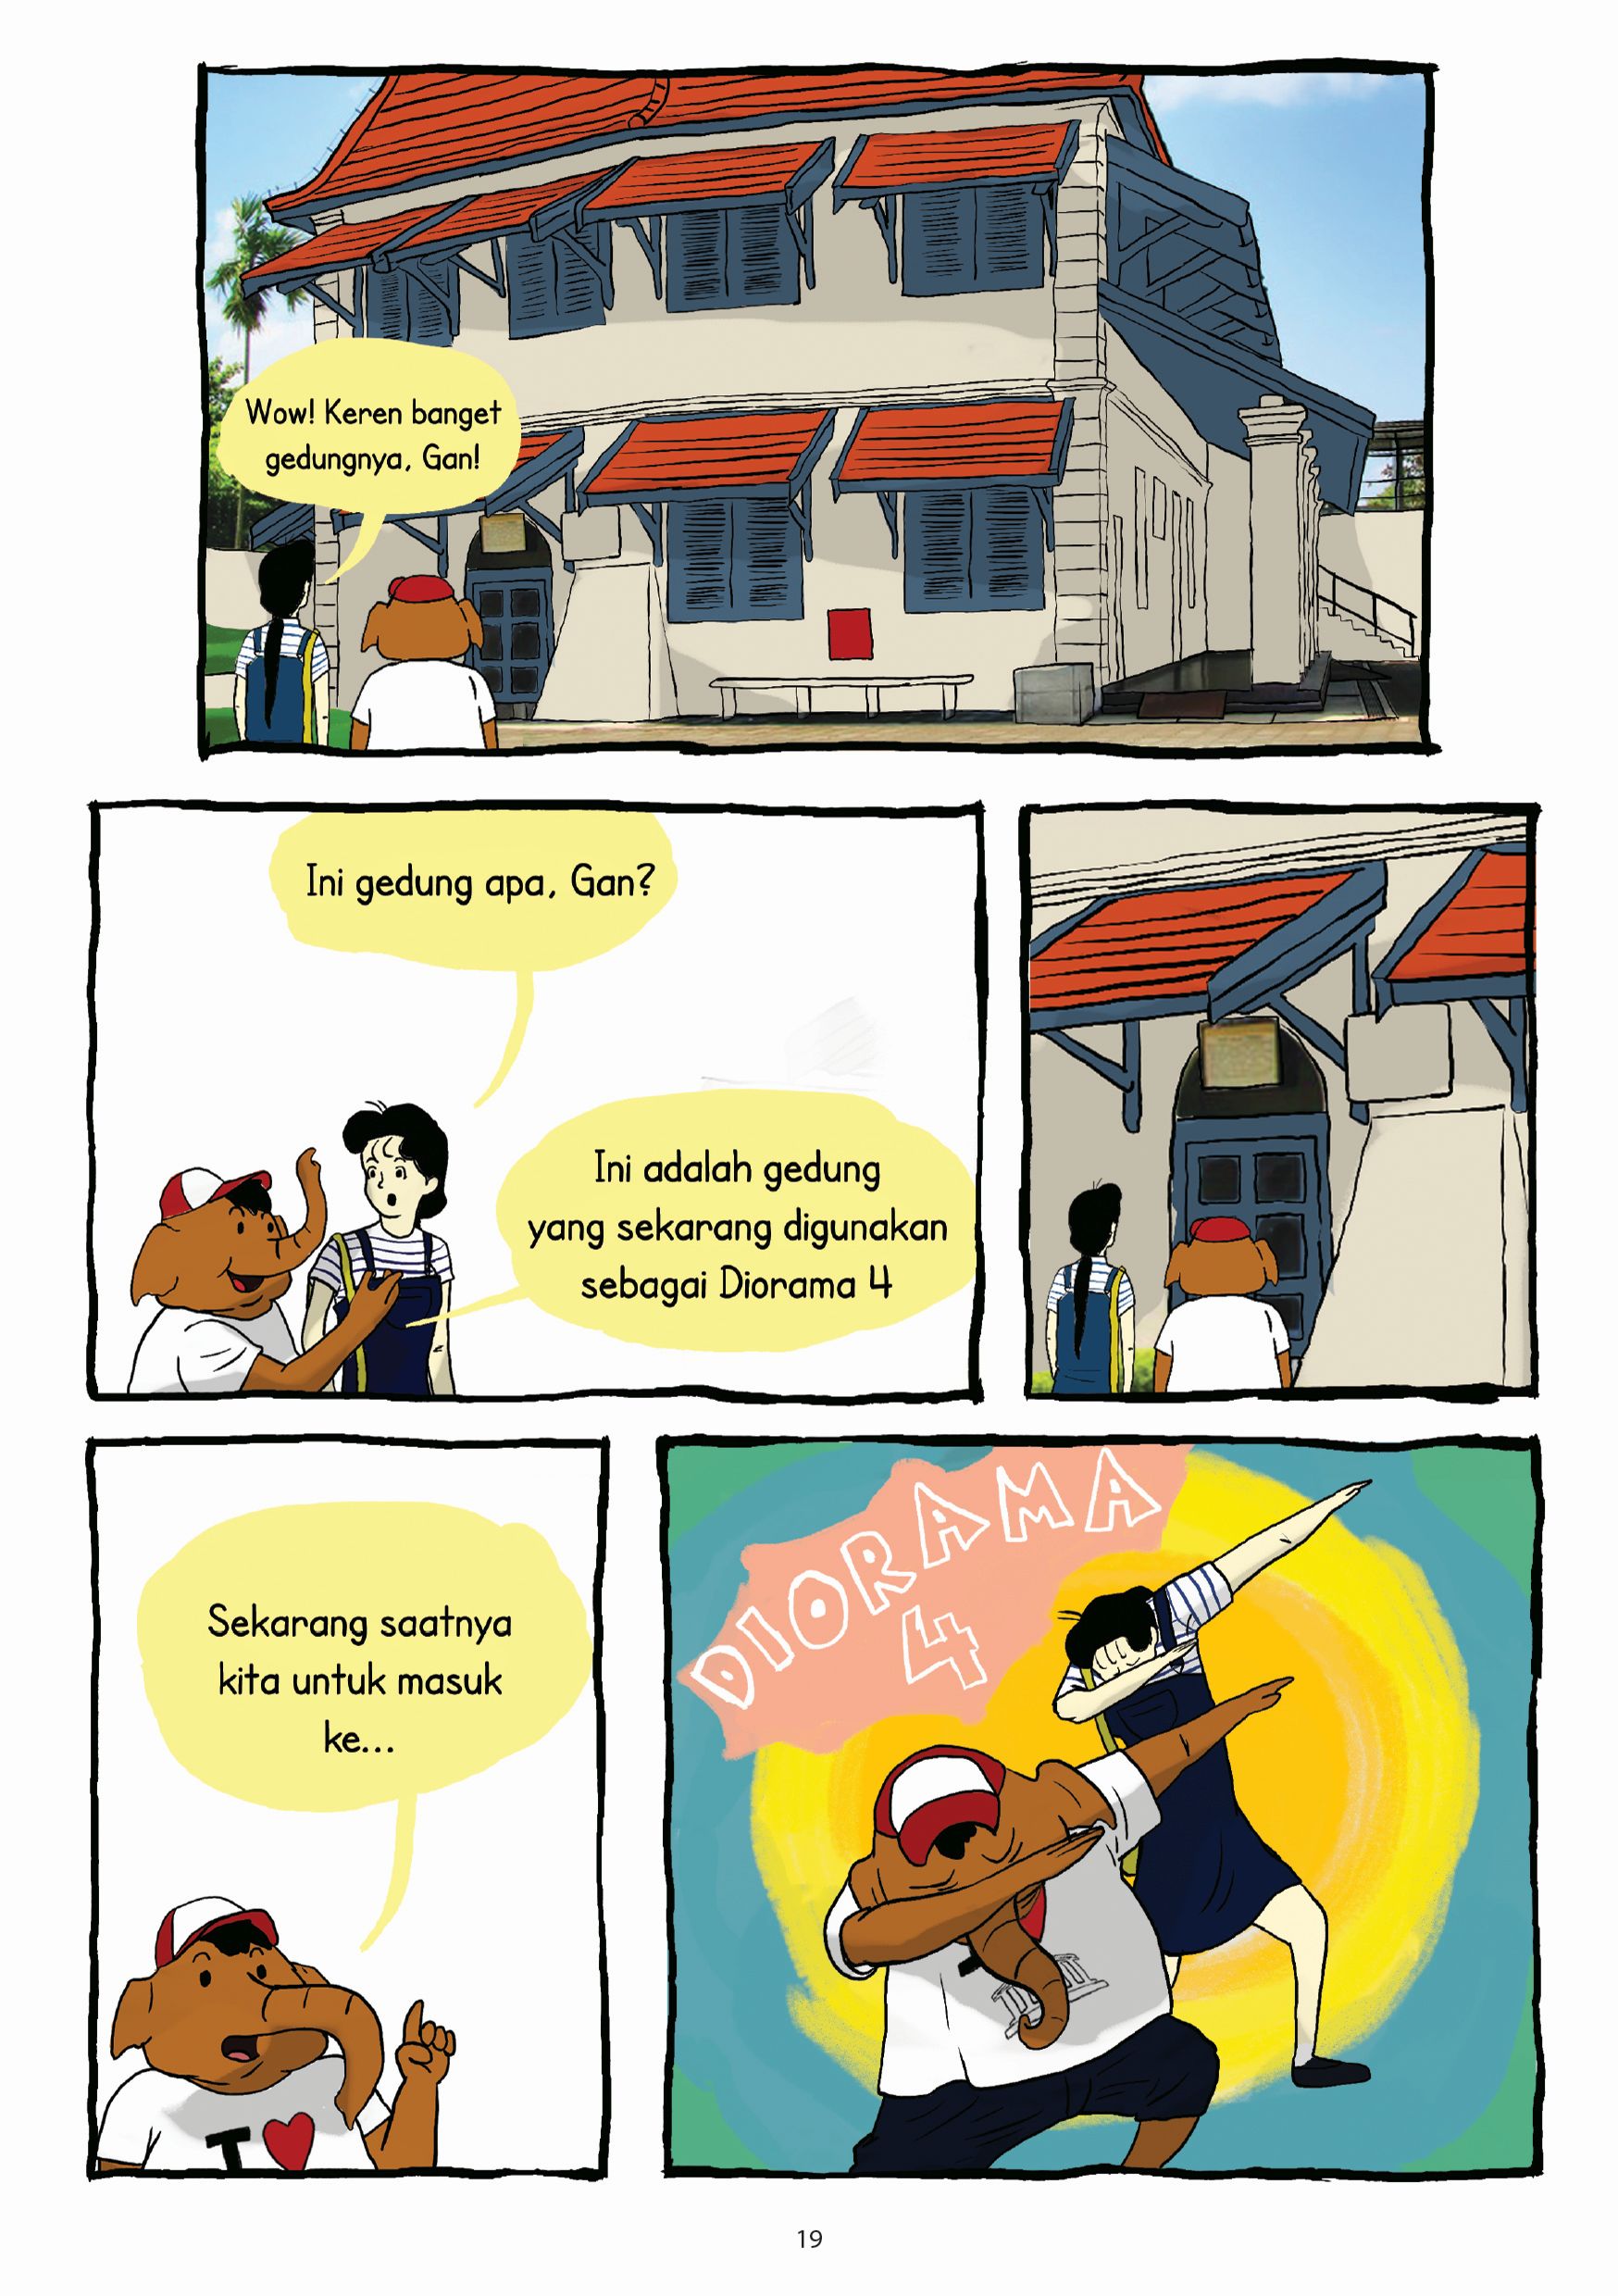 Wow! Keren banget
gedungnya, Gan!
Ini gedung apa, Gan?
Ini adalah gedung
yang sekarang digunakan
sebagai Diorama 4
Sekarang saatnya
kita untuk masuk
ke...
I
DIORAMA
4
I
19